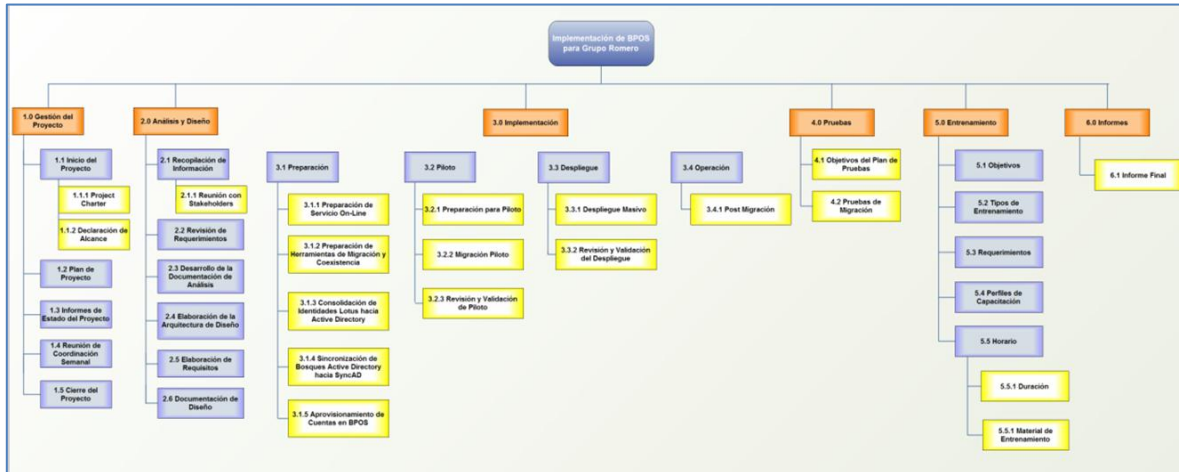 Implementación de BPOS
para Grupo Romero
1.0 Gestión del
Proyecto
1.1 Inicio del
Proyecto
1.1.1 Project
Charter
1.1.2 Declaración de
Alcance
1.2 Plan de
Proyecto
1.3 Informes de
Estado del Proyecto
1.4 Reunión de
Coordinación
Semanal
1.5 Cierre del
Proyecto
2.0 Análisis y Diseño
2.1 Recopilación de
Información
2.1.1 Reunión con
Stakeholders
2.2 Revisión de
Requerimientos
2.3 Desarrollo de la
Documentación de
Análisis
2.4 Elaboración de la
Arquitectura de Diseño
2.5 Elaboración de
Requisitos
2.6 Documentación de
Diseño
3.0 Implementación
3.1 Preparación
3.1.1 Preparación de
Servicio On-Line
3.1.2 Preparación de
Herramientas de Migración y
Coexistencia
3.1.3 Consolidación de
Identidades Lotus hacia
Active Directory
3.1.4 Sincronización de
Bosques Active Directory
hacia SyncAD
3.1.5 Aprovisionamiento de
Cuentas en BPOS
3.2 Piloto
3.2.1 Preparación para Piloto
3.2.2 Migración Piloto
3.2.3 Revisión y Validación
de Piloto
3.3 Despliegue
3.3.1 Despliegue Masivo
3.3.2 Revisión y Validación
del Despliegue
3.4 Operación
3.4.1 Post Migración
4.0 Pruebas
4.1 Objetivos del Plan de
Pruebas
4.2 Pruebas de
Migración
5.0 Entrenamiento
5.1 Objetivos
5.2 Tipos de
Entrenamiento
5.3 Requerimientos
5.4 Perfiles de
Capacitación
5.5 Horario
5.5.1 Duración
5.5.1 Material de
Entrenamiento
6.0 Informes
6.1 Informe Final